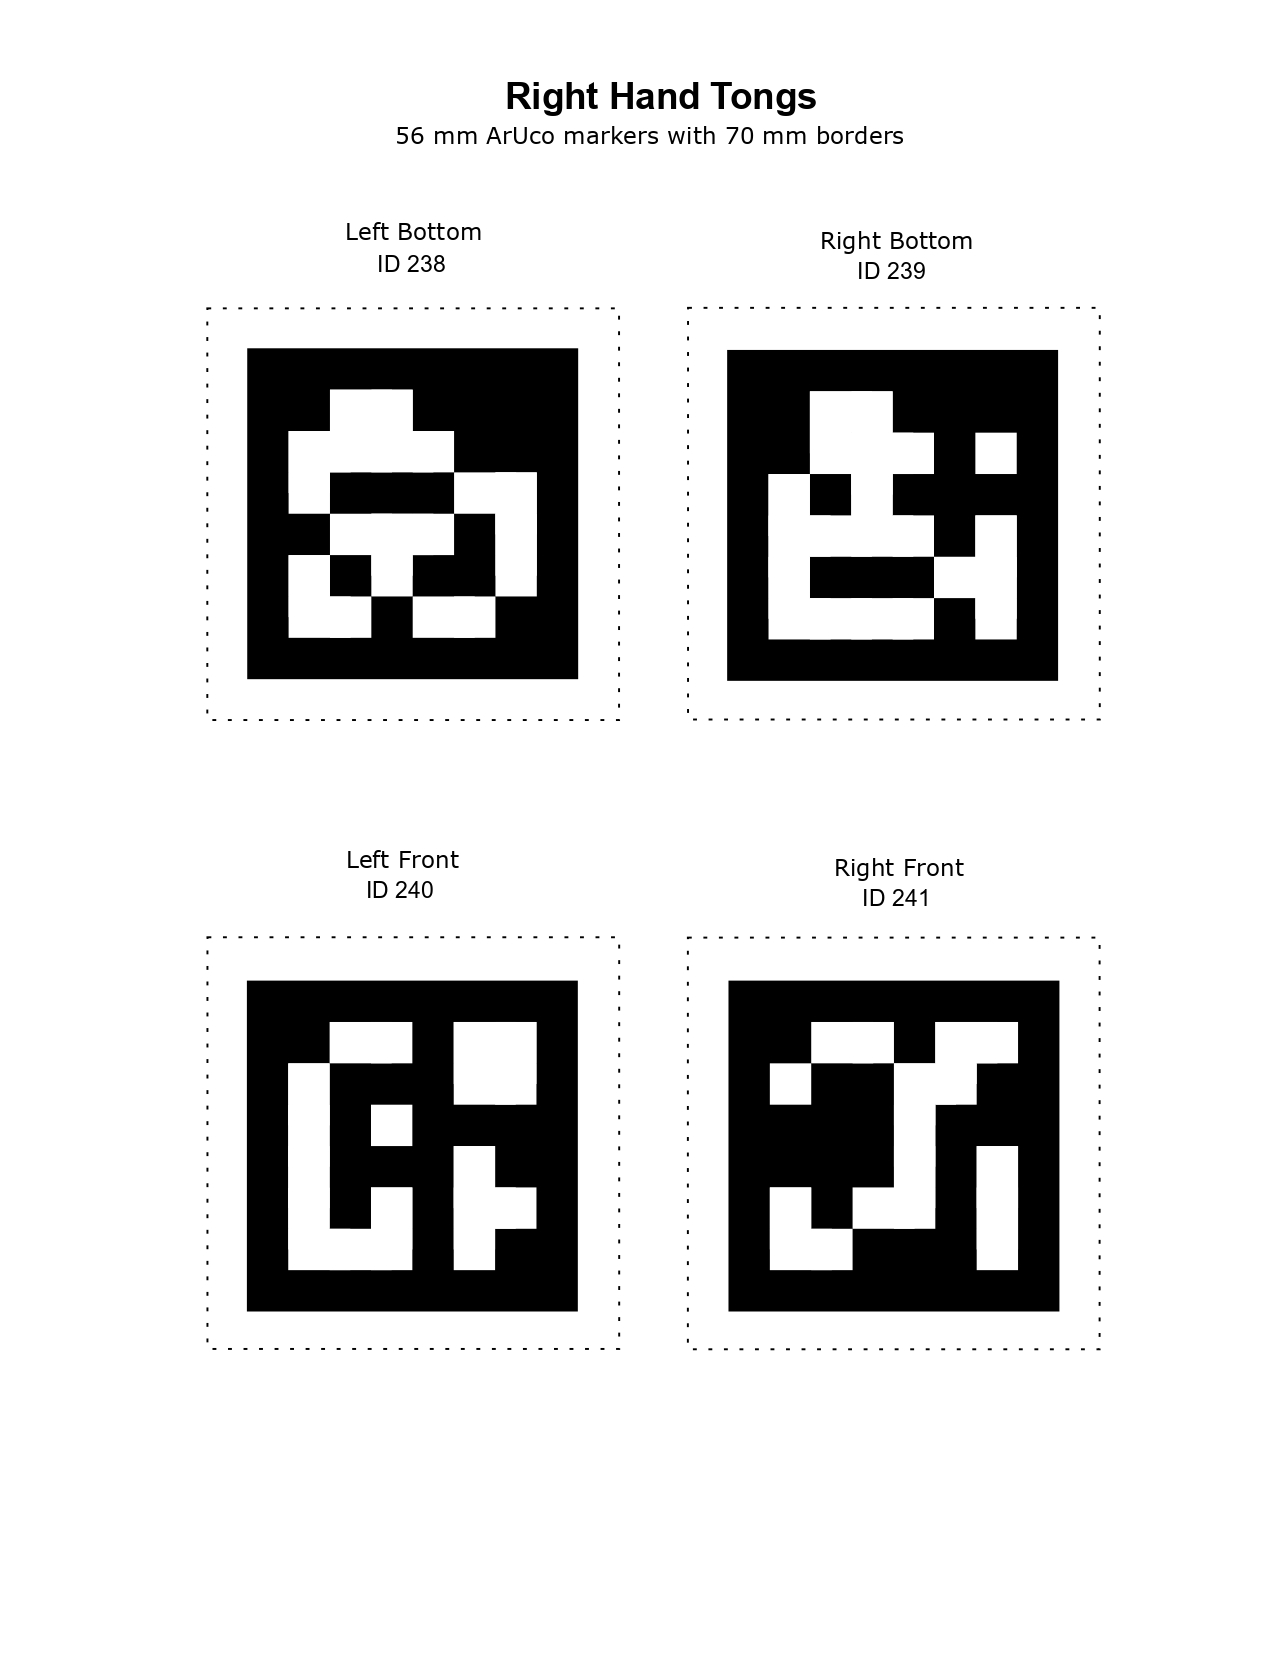 Right Hand Tongs
56 mm ArUco markers with 70 mm borders
Left Bottom
ID 238
Right Bottom
ID 239
Left Front
ID 240
Right Front
ID 241